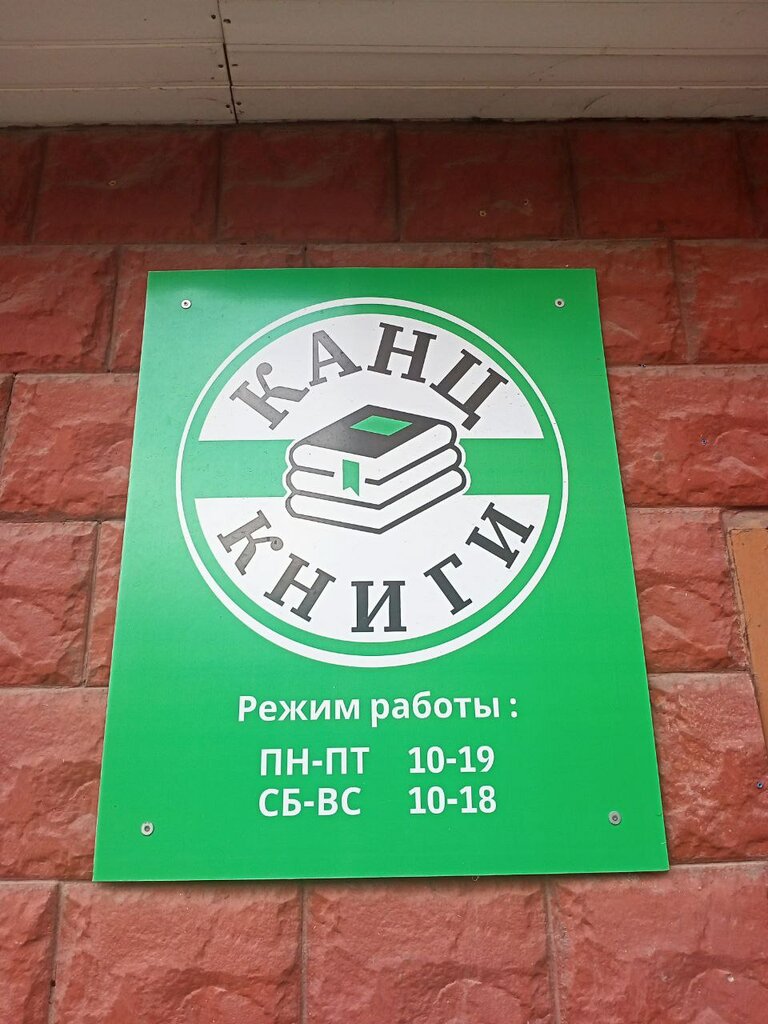 КАНЦ
КНИГИ
Режим работы :
ПН-ПТ 10-19
СБ-ВС 10-18